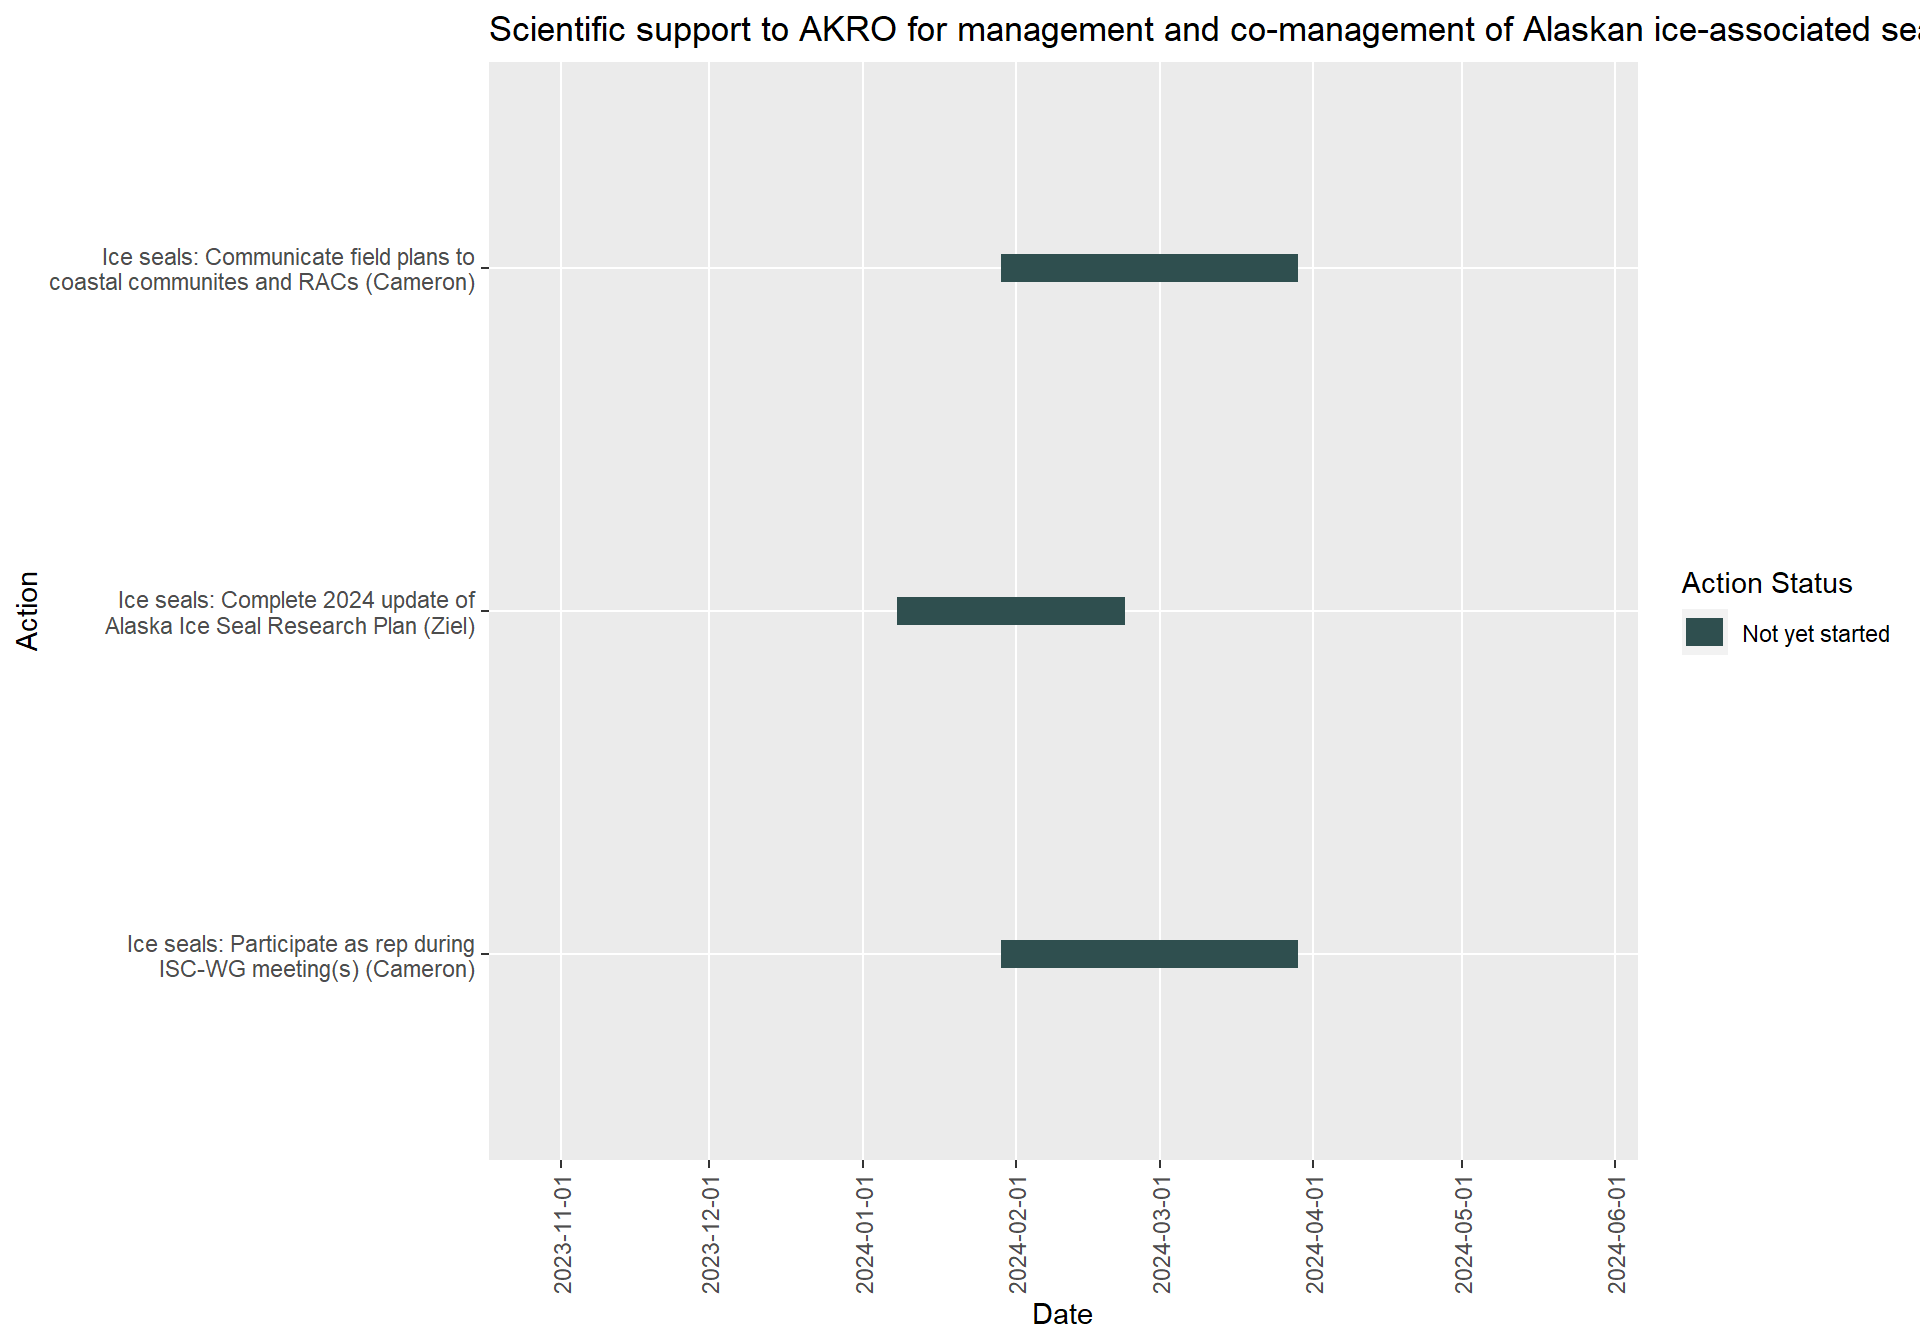 Scientific support to AKRO for management and co-management of Alaskan ice-associated sea
Ice seals: Communicate field plans to
coastal communites and RACs (Cameron)
Ice seals: Complete 2024 update of
Alaska Ice Seal Research Plan (Ziel)
Ice seals: Participate as rep during
ISC-WG meeting(s) (Cameron)
Action
Action Status
Not yet started
2023-11-01
2023-12-01
2024-01-01
2024-02-01
2024-03-01
2024-04-01
2024-05-01
2024-06-01
Date